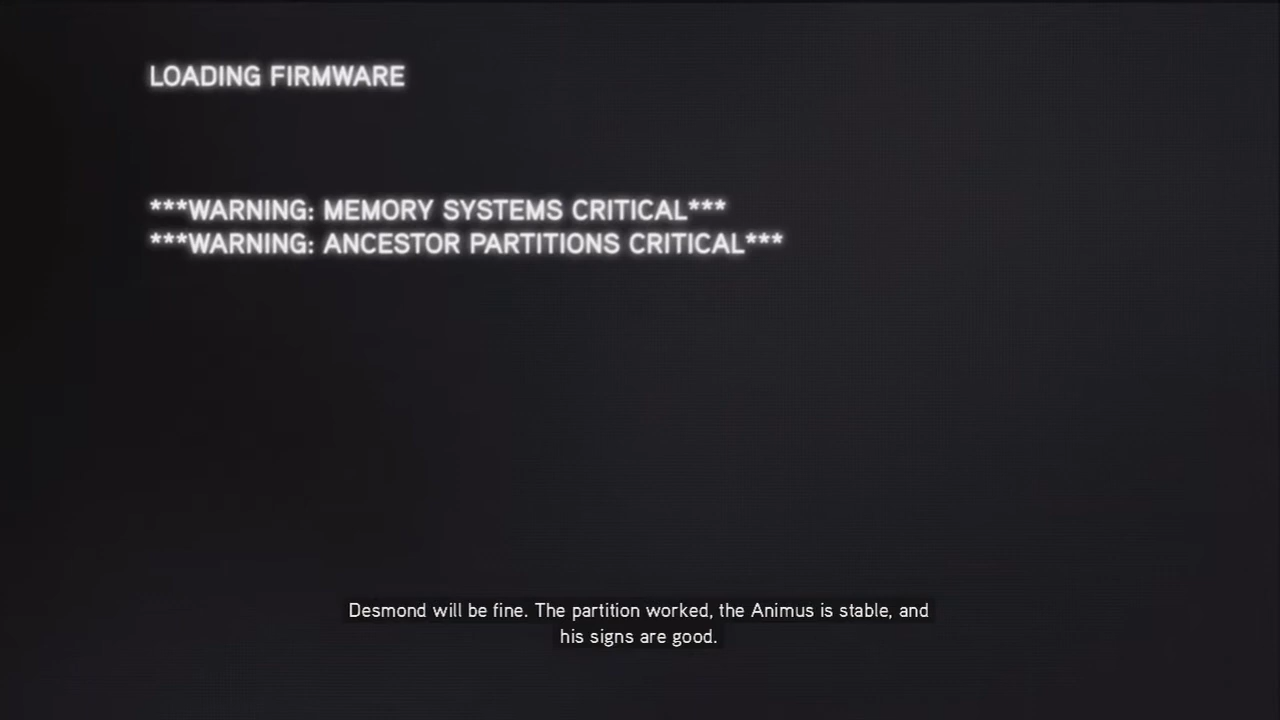 LOADING FIRMWARE
***WARNING: MEMORY SYSTEMS CRITICAL***
***WARNING: ANCESTOR PARTITIONS CRITICAL***
Desmond will be fine. The partition worked, the Animus is stable, and
his signs are good.